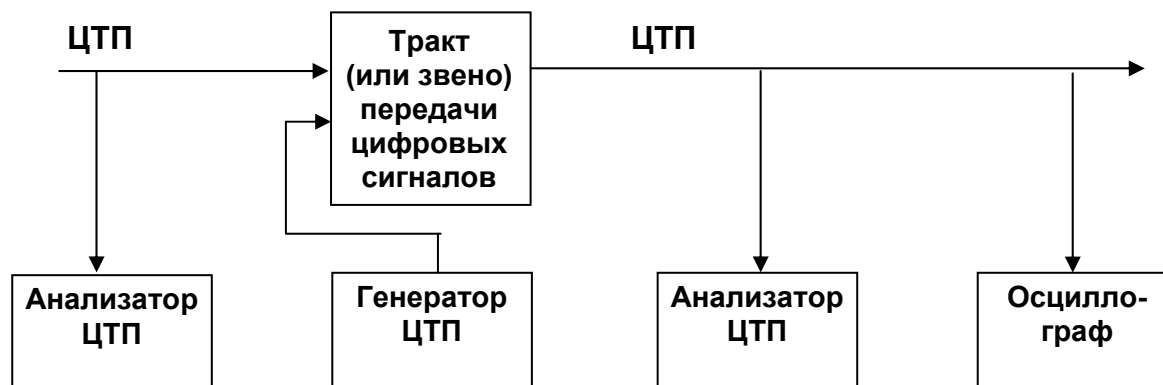 ЦТП
Тракт
(или звено)
передачи
цифровых
сигналов
ЦТП
Анализатор
ЦТП
Генератор
ЦТП
Анализатор
ЦТП
Осцилло-
граф